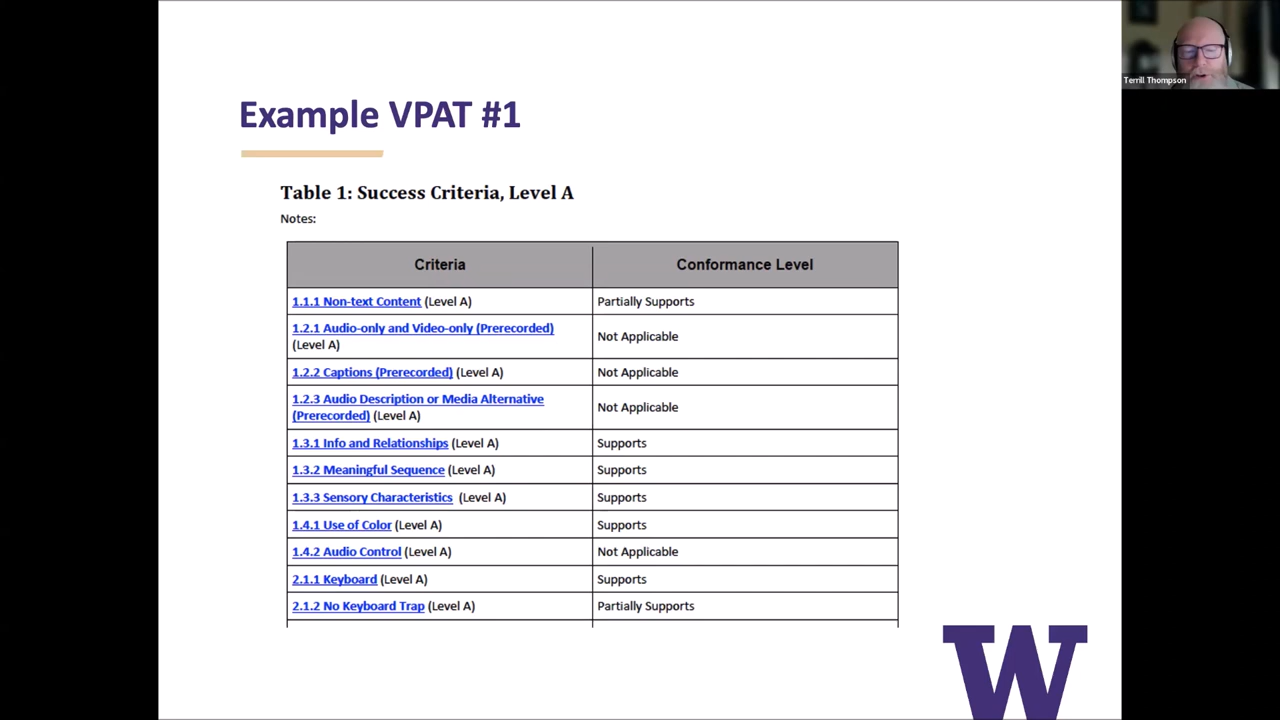 Terrill Thompson
Example VPAT #1
Table 1: Success Criteria, Level A
Notes:
Criteria
Conformance Level
1.1.1 Non-text Content (Level A)
Partially Supports
1.2.1 Audio-only and Video-only (Prerecorded)
(Level A)
Not Applicable
1.2.2 Captions (Prerecorded) (Level A)
Not Applicable
1.2.3 Audio Description or Media Alternative
(Prerecorded) (Level A)
Not Applicable
1.3.1 Info and Relationships (Level A)
Supports
1.3.2 Meaningful Sequence (Level A)
Supports
1.3.3 Sensory Characteristics (Level A)
Supports
1.4.1 Use of Color (Level A)
Supports
1.4.2 Audio Control (Level A)
Not Applicable
2.1.1 Keyboard (Level A)
Supports
2.1.2 No Keyboard Trap (Level A)
Partially Supports
W